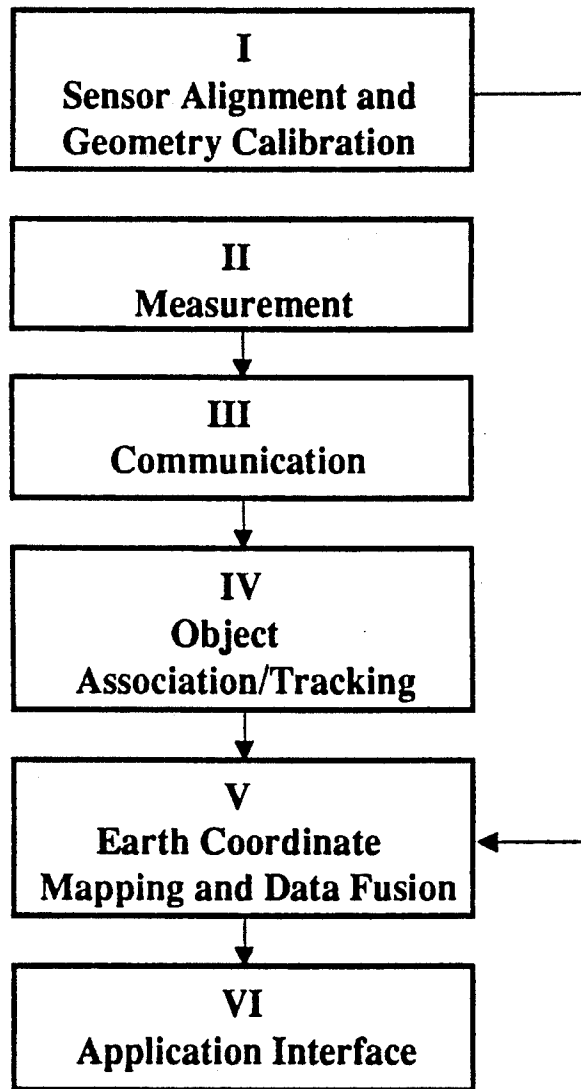 I
Sensor Alignment and
Geometry Calibration
II
Measurement
III
Communication
IV
Object
Association/Tracking
V
Earth Coordinate
Mapping and Data Fusion
VI
Application Interface